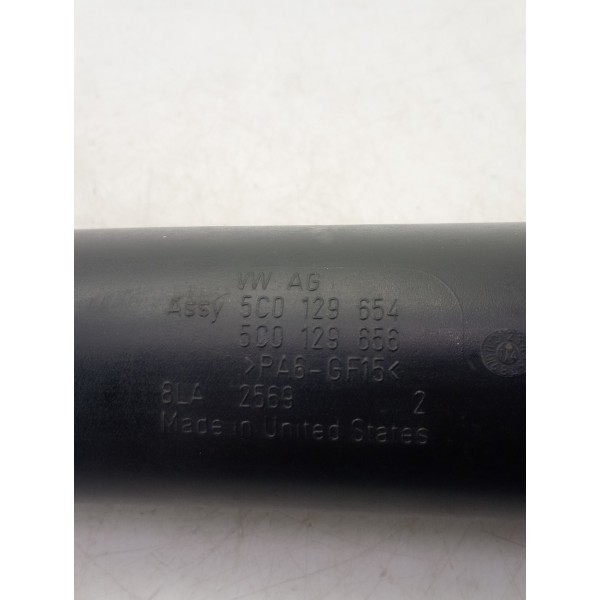 VW AG
Assy 5C0 129 654
5C0 129 656
>PA6-GF15<
8LA 2569 2
Made in United States